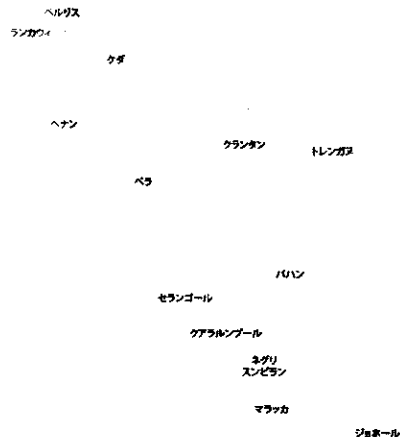 ペルリス
ランカウィ
ケダ
ペナン
クランタン
トレンガヌ
ペラ
パハン
セランゴール
クアラルンプール
ネグリ
スンビラン
マラッカ
ジョホール